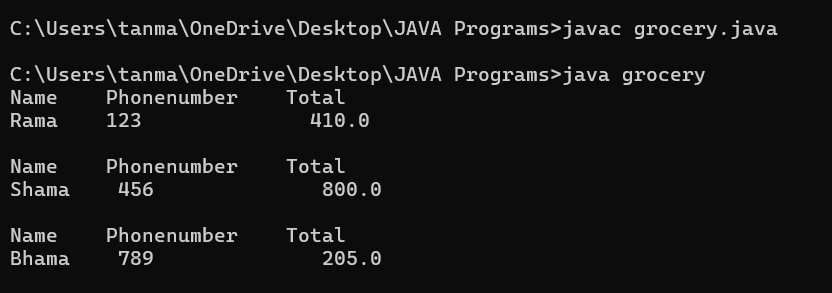 C:\Users\tanma\OneDrive\Desktop\JAVA Programs>javac grocery.java
C:\Users\tanma\OneDrive\Desktop\JAVA Programs>java grocery
Name    Phonenumber    Total
Rama    123              410.0
Name    Phonenumber    Total
Shama    456              800.0
Name    Phonenumber    Total
Bhama    789              205.0